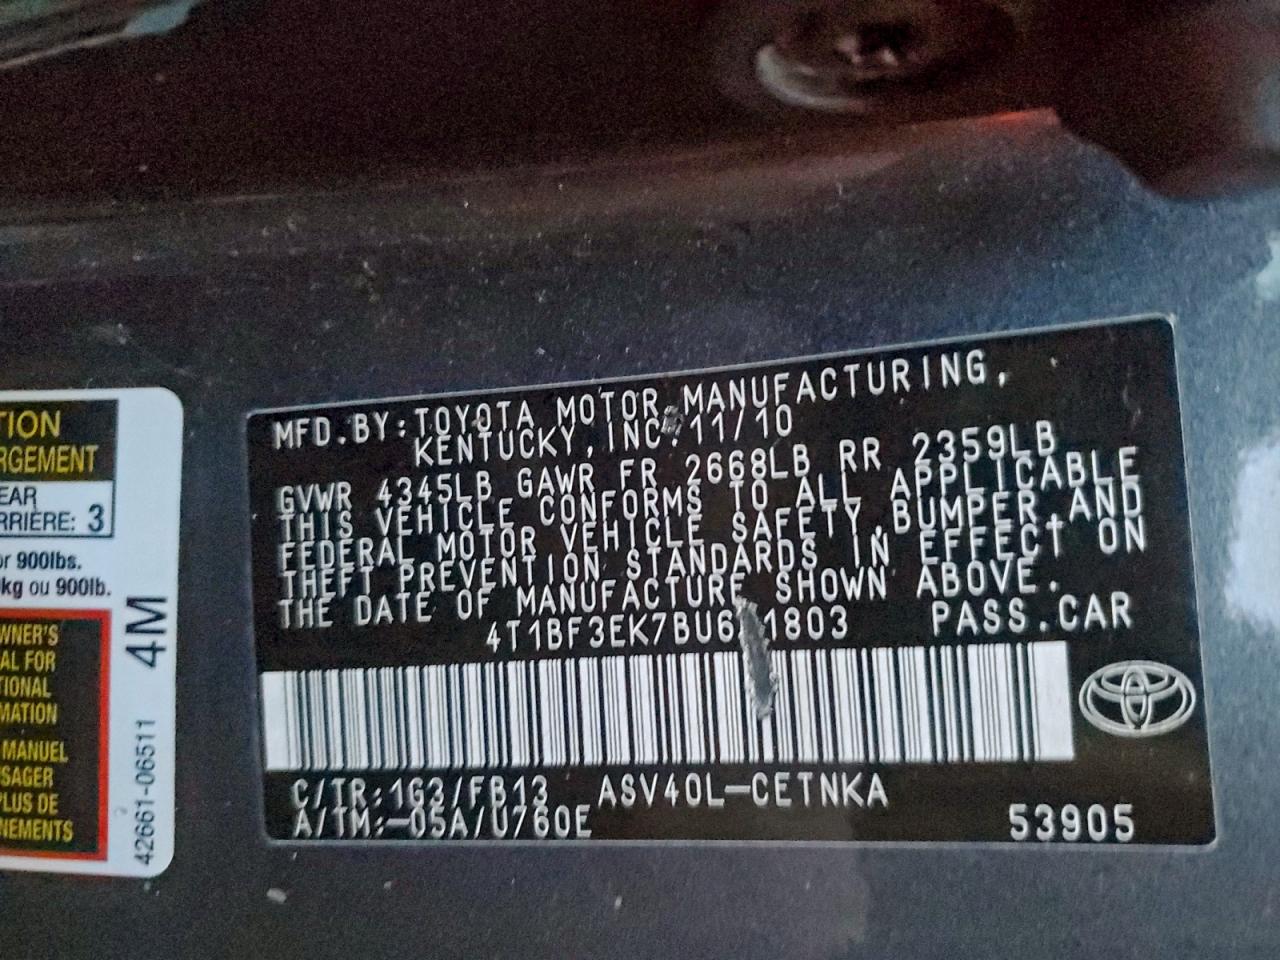 TION
RGEMENT
EAR
RRIÈRE: 3
or 900lbs.
kg ou 900lb.
WNER'S
AL FOR
TIONAL
MATION
MANUEL
SAGER
PLUS DE
NEMENTS
4M
42661-06511
MFD.BY:TOYOTA MOTOR MANUFACTURING,
KENTUCKY, INC. 11/10
GVWR 4345LB GAWR FR 2668LB RR 2359LB
THIS VEHICLE CONFORMS TO ALL APPLICABLE
FEDERAL MOTOR VEHICLE SAFETY,BUMPER,AND
THEFT PREVENTION STANDARDS IN EFFECT ON
THE DATE OF MANUFACTURE SHOWN ABOVE.
PASS.CAR
C/TR:1G3/FB13 ASV40L-CETNKA
A/TM:-05A/U760E
53905